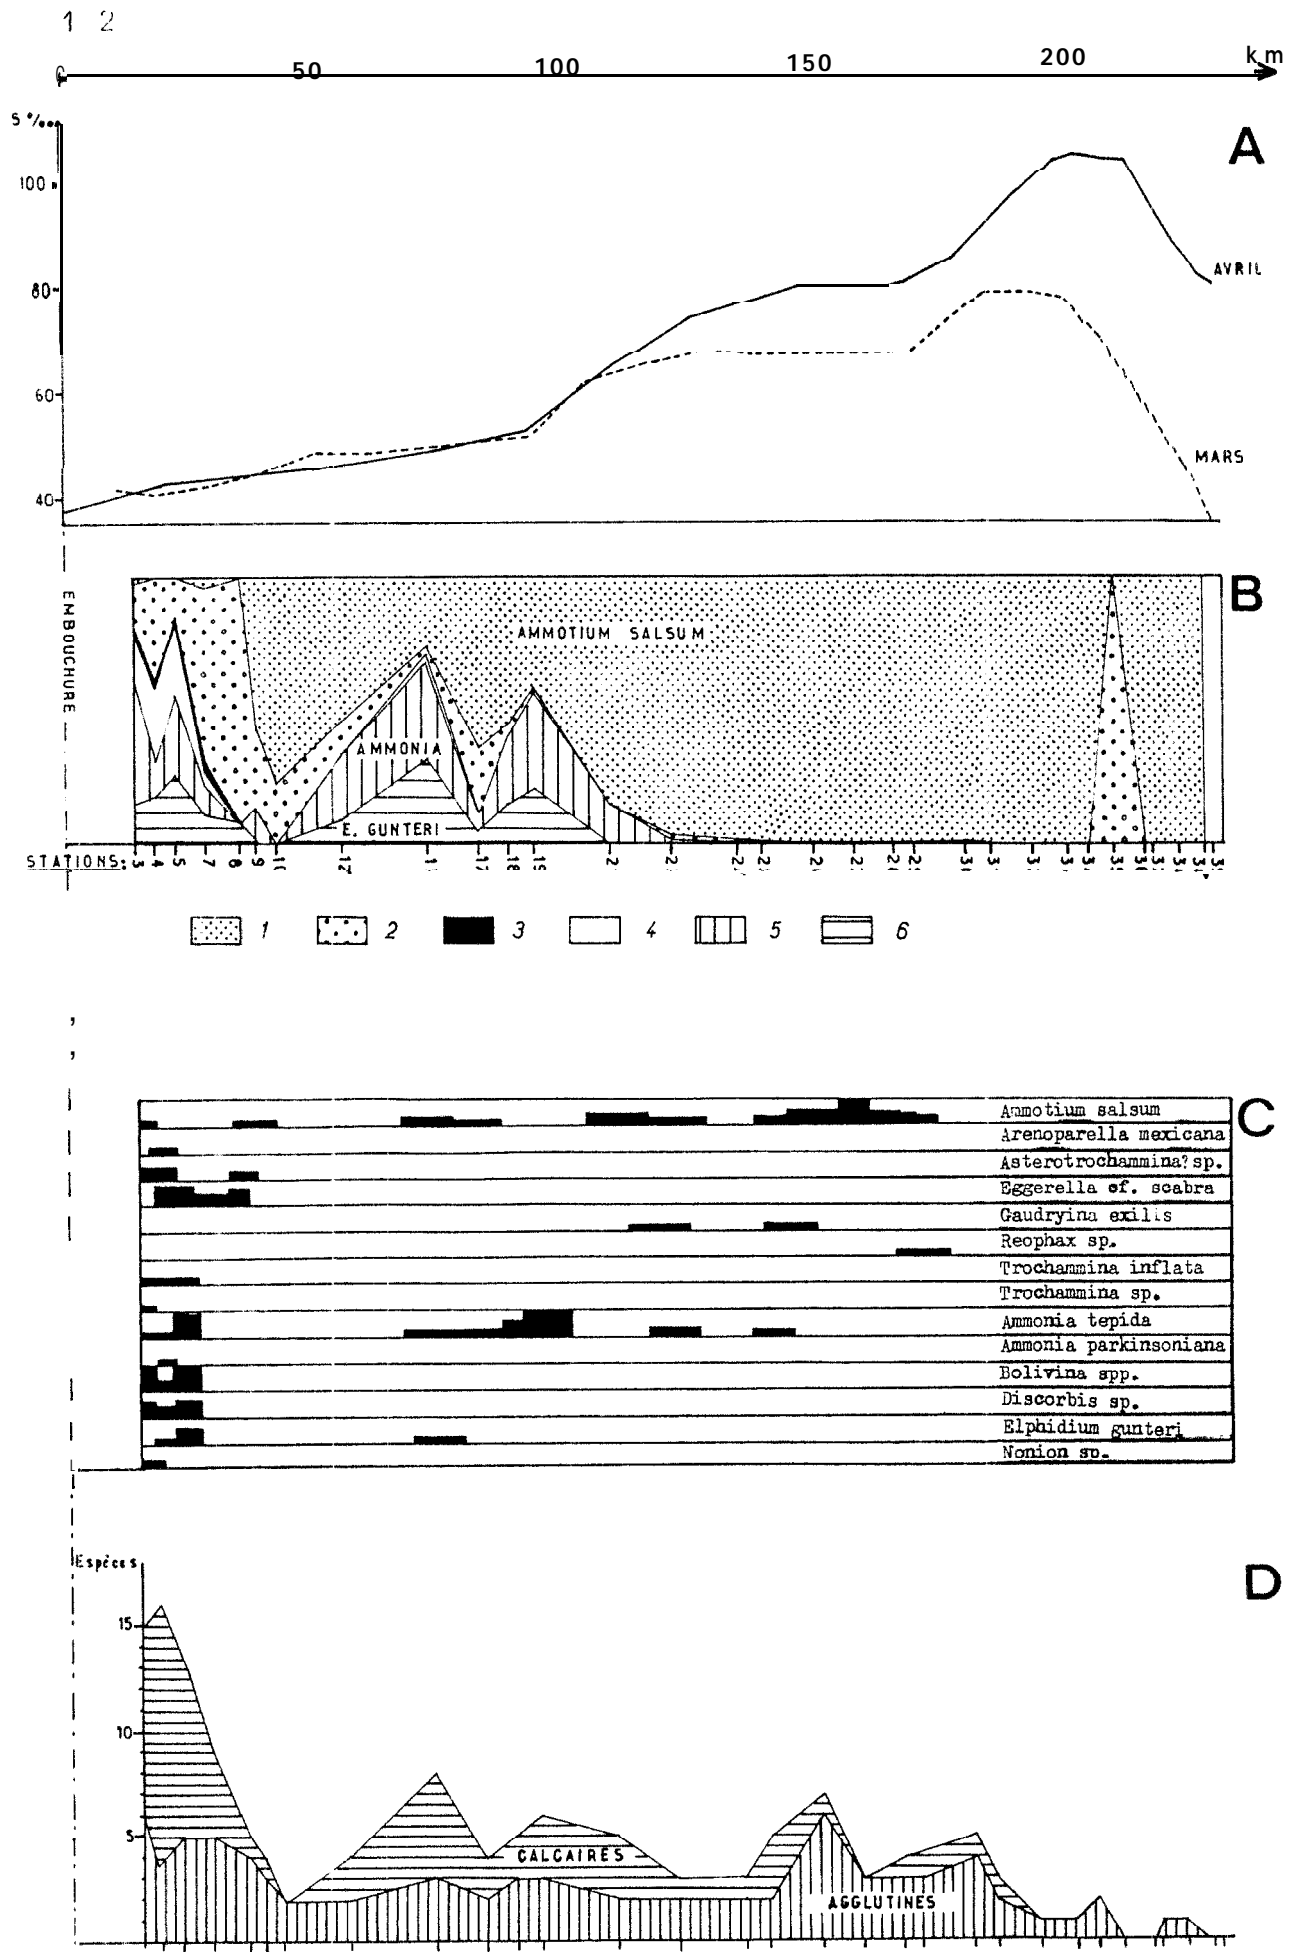 1 2
50 100 150 200 km
S ‰
A
100
80
60
40
AVRIL
MARS
EMBOUCHURE
B
AMMOTIUM SALSUM
AMMONIA
E. GUNTERI
STATIONS:
3 4 5 7 8 9
1 2 3 4 5 6
C
Ammotium salsum
Arenoparella mexicana
Asterotrochammina? sp.
Eggerella cf. scabra
Gaudryina exilis
Reophax sp.
Trochammina inflata
Trochammina sp.
Ammonia tepida
Ammonia parkinsoniana
Bolivina spp.
Discorbis sp.
Elphidium gunteri
Nonion sp.
Espèces
D
15
10
5
CALCAIRES
AGGLUTINES